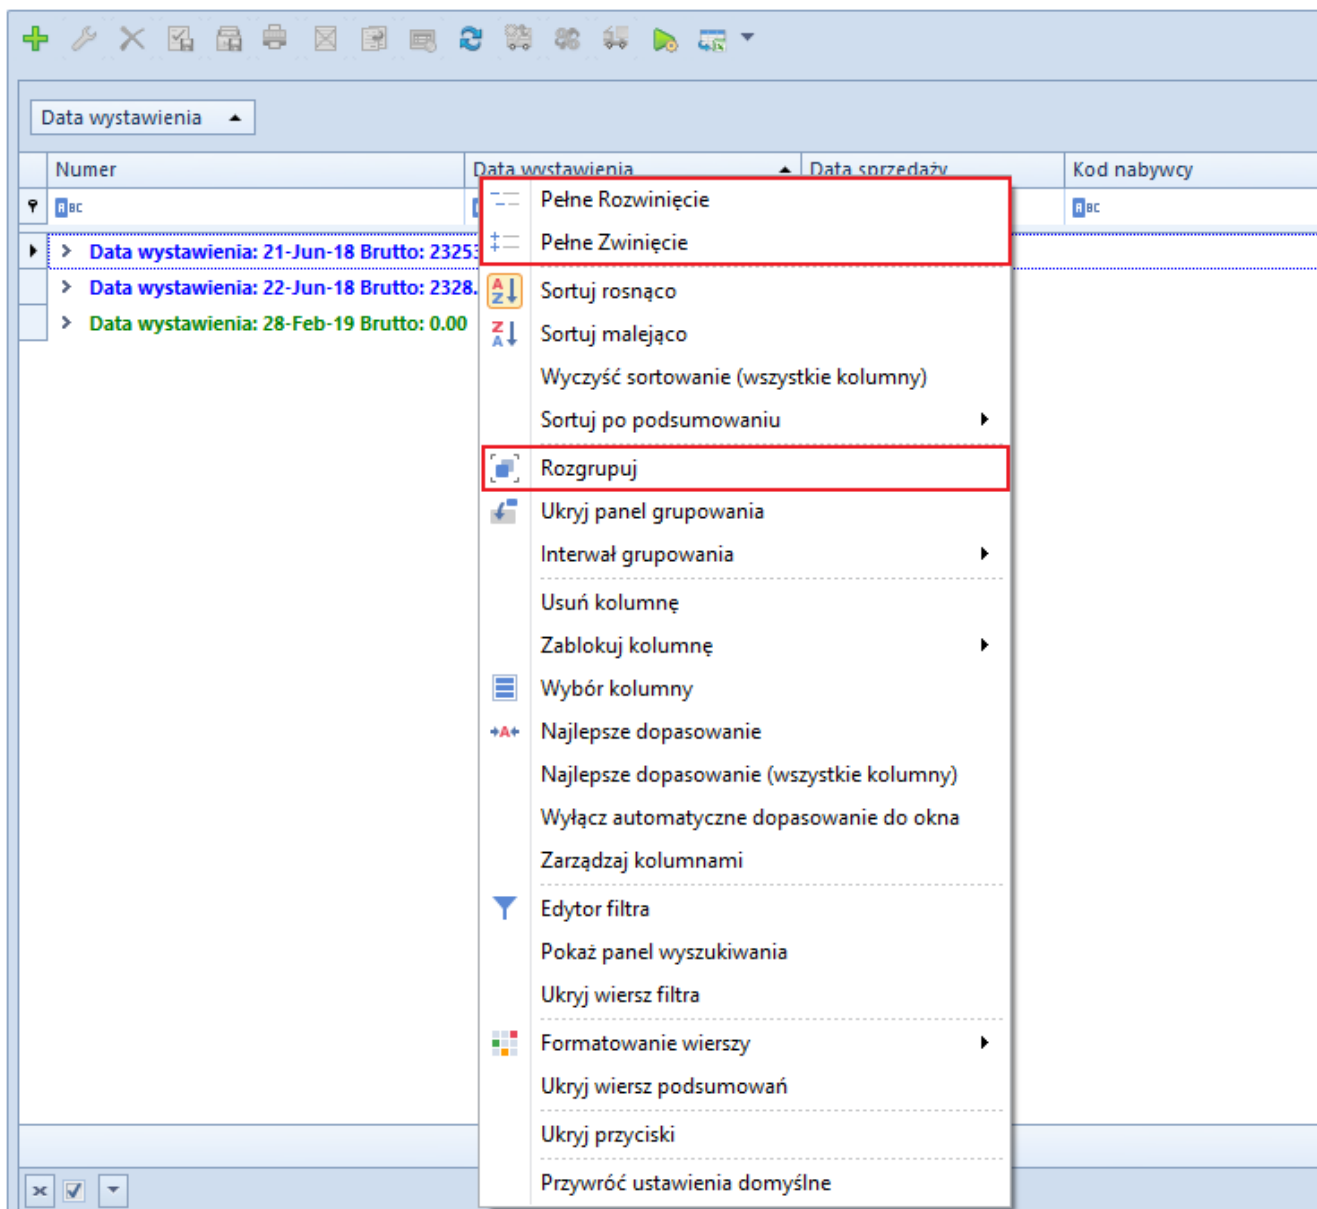 Data wystawienia
Numer
Data wystawienia
Data sprzedaży
Kod nabywcy
ABC
ABC
Data wystawienia: 21-Jun-18 Brutto: 23253
Data wystawienia: 22-Jun-18 Brutto: 2328.
Data wystawienia: 28-Feb-19 Brutto: 0.00
Pełne Rozwinięcie
Pełne Zwinięcie
Sortuj rosnąco
Sortuj malejąco
Wyczyść sortowanie (wszystkie kolumny)
Sortuj po podsumowaniu
Rozgrupuj
Ukryj panel grupowania
Interwał grupowania
Usuń kolumnę
Zablokuj kolumnę
Wybór kolumny
Najlepsze dopasowanie
Najlepsze dopasowanie (wszystkie kolumny)
Wyłącz automatyczne dopasowanie do okna
Zarządzaj kolumnami
Edytor filtra
Pokaż panel wyszukiwania
Ukryj wiersz filtra
Formatowanie wierszy
Ukryj wiersz podsumowań
Ukryj przyciski
Przywróć ustawienia domyślne